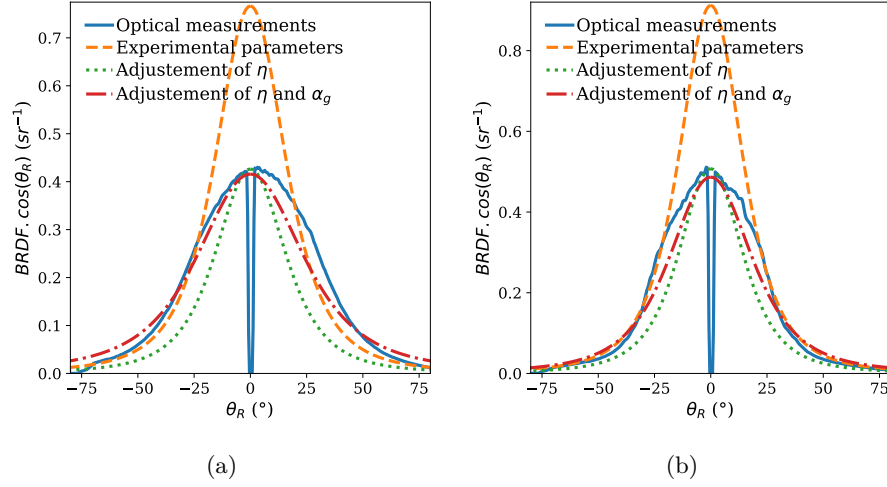 Optical measurements
Experimental parameters
Adjustement of η
Adjustement of η and α_g
BRDF. cos(θ_R) (sr⁻¹)
0.7
0.6
0.5
0.4
0.3
0.2
0.1
0.0
−75 −50 −25 0 25 50 75
θ_R (°)
(a)
Optical measurements
Experimental parameters
Adjustement of η
Adjustement of η and α_g
BRDF. cos(θ_R) (sr⁻¹)
0.8
0.6
0.4
0.2
0.0
−75 −50 −25 0 25 50 75
θ_R (°)
(b)